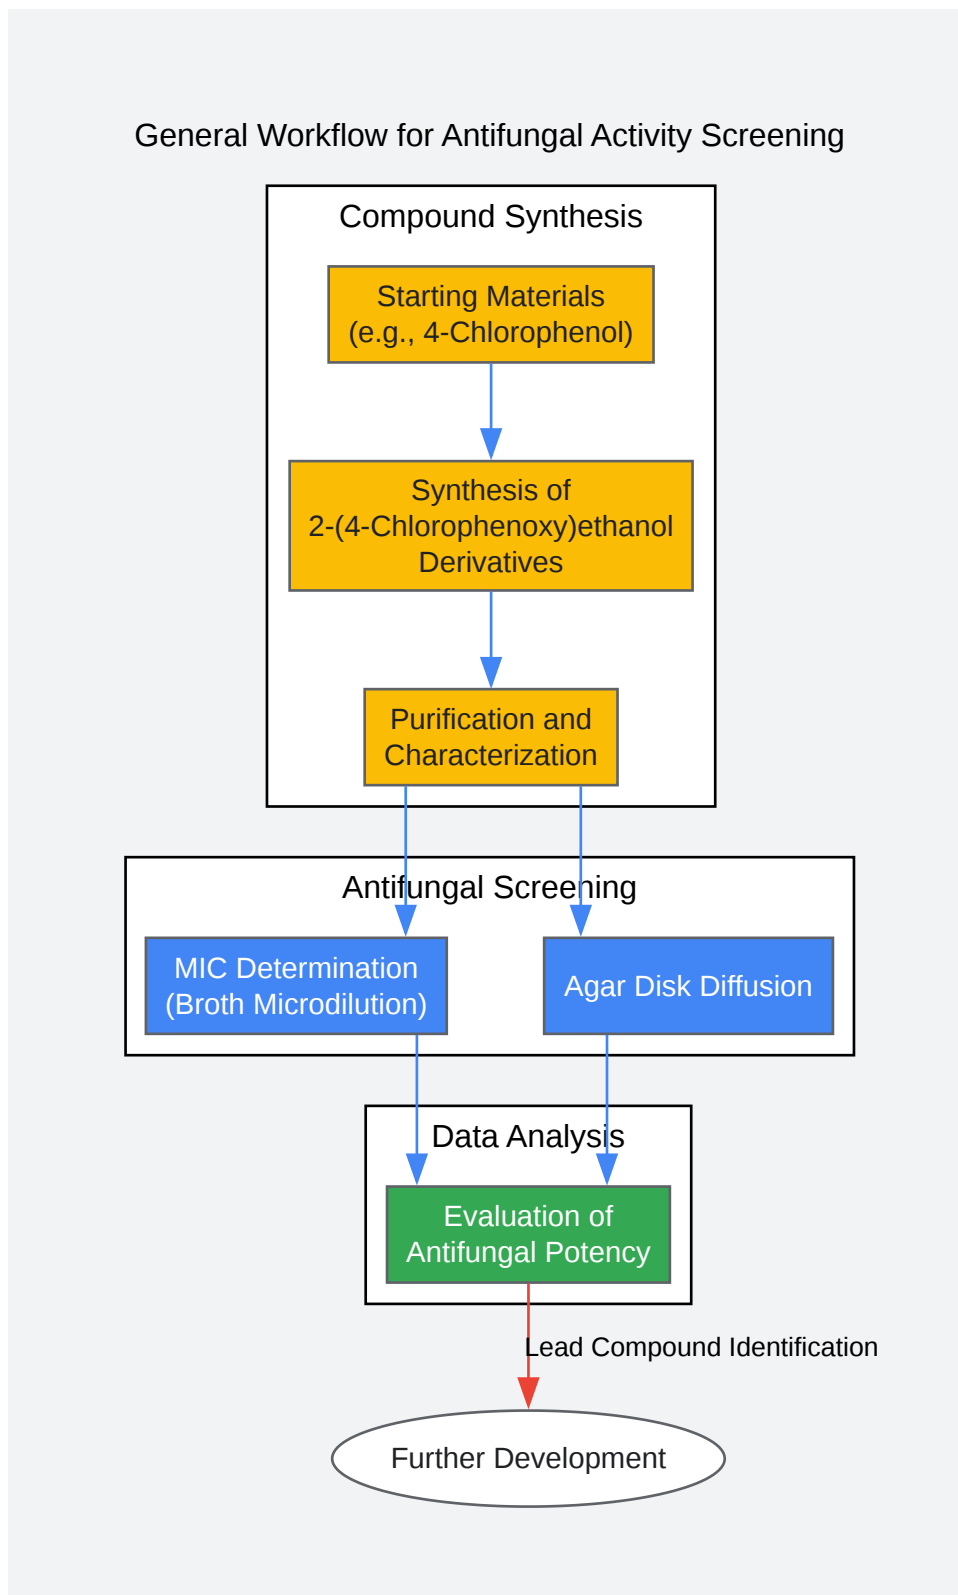 General Workflow for Antifungal Activity Screening
Compound Synthesis
Starting Materials
(e.g., 4-Chlorophenol)
Synthesis of
2-(4-Chlorophenoxy)ethanol
Derivatives
Purification and
Characterization
Antifungal Screening
MIC Determination
(Broth Microdilution)
Agar Disk Diffusion
Data Analysis
Evaluation of
Antifungal Potency
Lead Compound Identification
Further Development